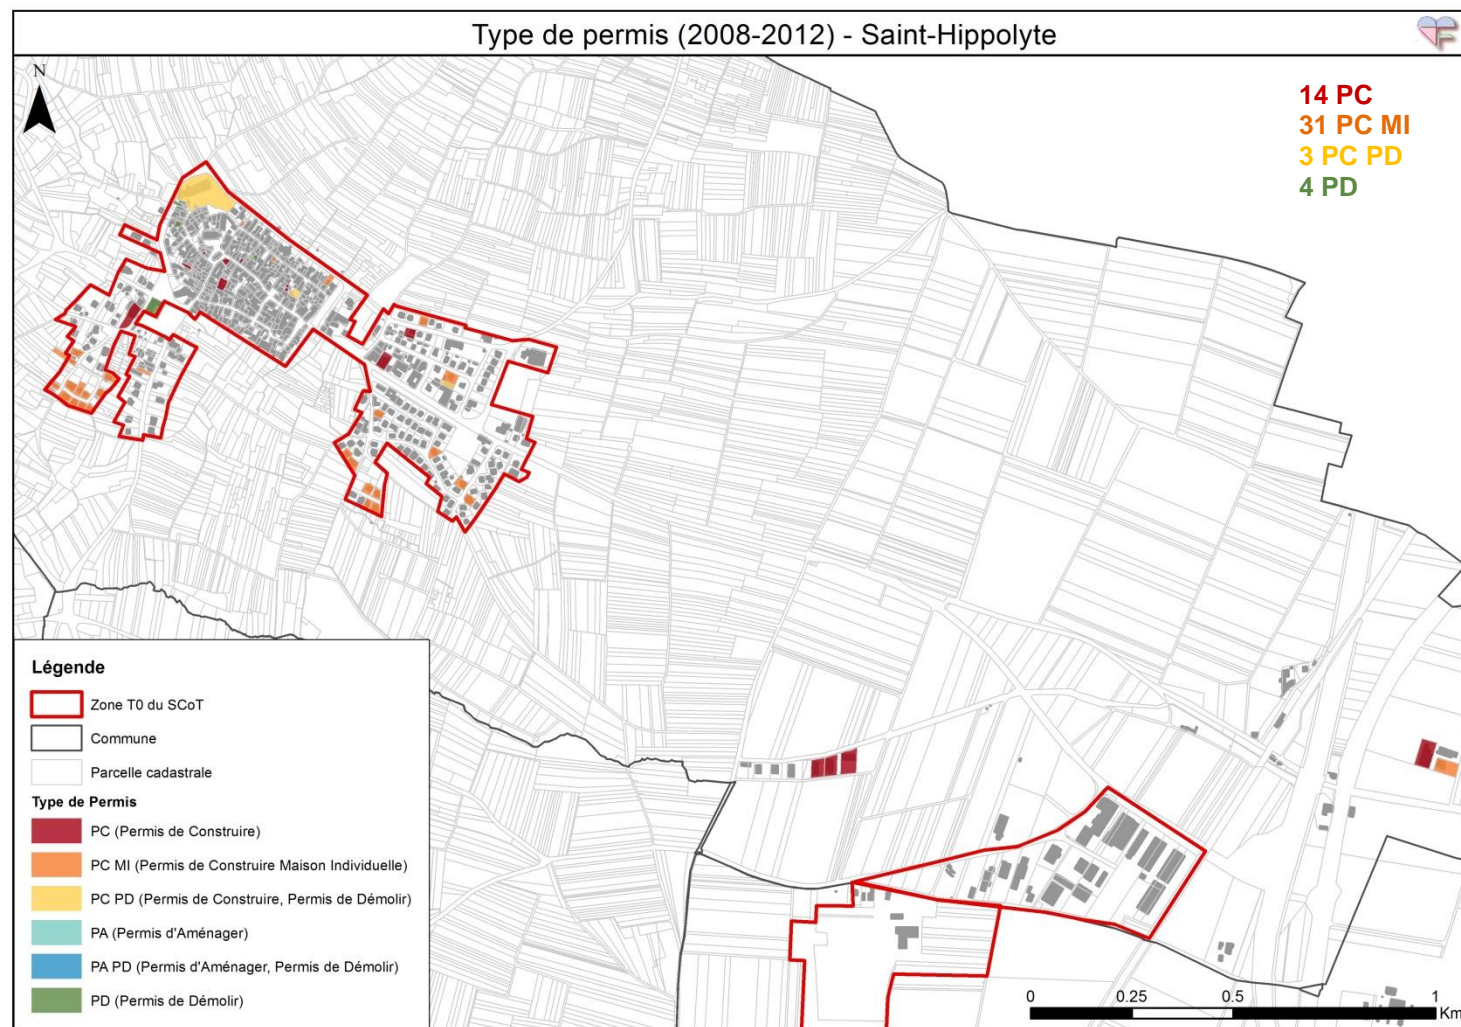 Type de permis (2008-2012) - Saint-Hippolyte
N
14 PC
31 PC MI
3 PC PD
4 PD
Légende
Zone T0 du SCoT
Commune
Parcelle cadastrale
Type de Permis
PC (Permis de Construire)
PC MI (Permis de Construire Maison Individuelle)
PC PD (Permis de Construire, Permis de Démolir)
PA (Permis d'Aménager)
PA PD (Permis d'Aménager, Permis de Démolir)
PD (Permis de Démolir)
0 0.25 0.5 1
Km